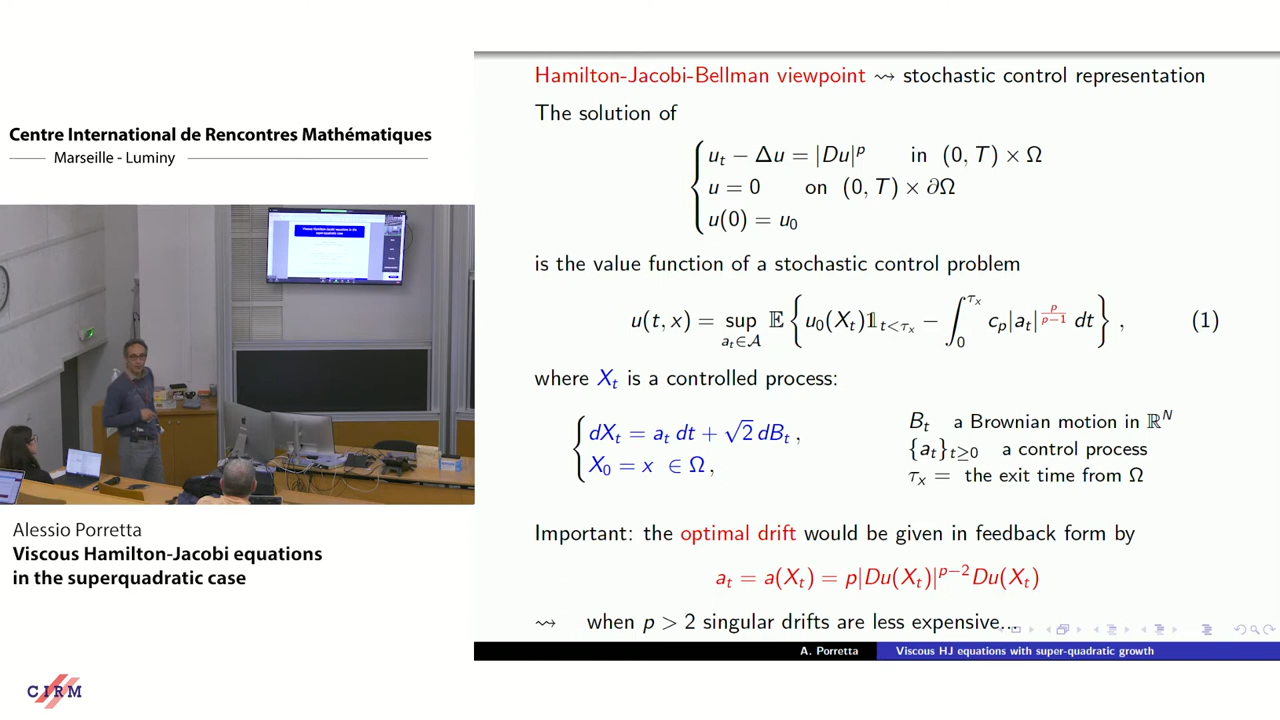 Centre International de Rencontres Mathématiques
Marseille - Luminy
Alessio Porretta
Viscous Hamilton-Jacobi equations
in the superquadratic case
CIRM
Hamilton-Jacobi-Bellman viewpoint ⇝ stochastic control representation
The solution of
u_t − Δu = |Du|^p in (0, T) × Ω
u = 0 on (0, T) × ∂Ω
u(0) = u_0
is the value function of a stochastic control problem
u(t, x) = sup_{a_t∈𝒜} 𝔼 { u_0(X_t)𝟙_{t<τ_x} − ∫_0^{τ_x} c_p|a_t|^{p/(p−1)} dt } , (1)
where X_t is a controlled process:
dX_t = a_t dt + √2 dB_t ,
X_0 = x ∈ Ω ,
B_t a Brownian motion in ℝ^N
{a_t}_{t≥0} a control process
τ_x = the exit time from Ω
Important: the optimal drift would be given in feedback form by
a_t = a(X_t) = p|Du(X_t)|^{p−2}Du(X_t)
⇝ when p > 2 singular drifts are less expensive...
A. Porretta Viscous HJ equations with super-quadratic growth